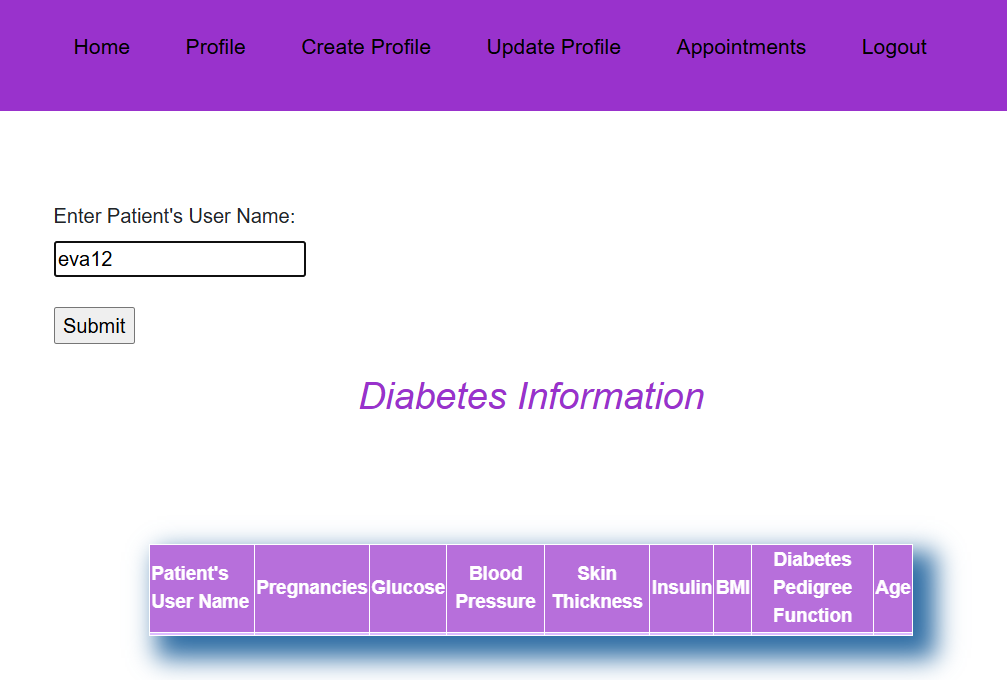 Home Profile Create Profile Update Profile Appointments Logout
Enter Patient's User Name:
eva12
Submit
Diabetes Information
Patient's User Name Pregnancies Glucose Blood Pressure Skin Thickness Insulin BMI Diabetes Pedigree Function Age